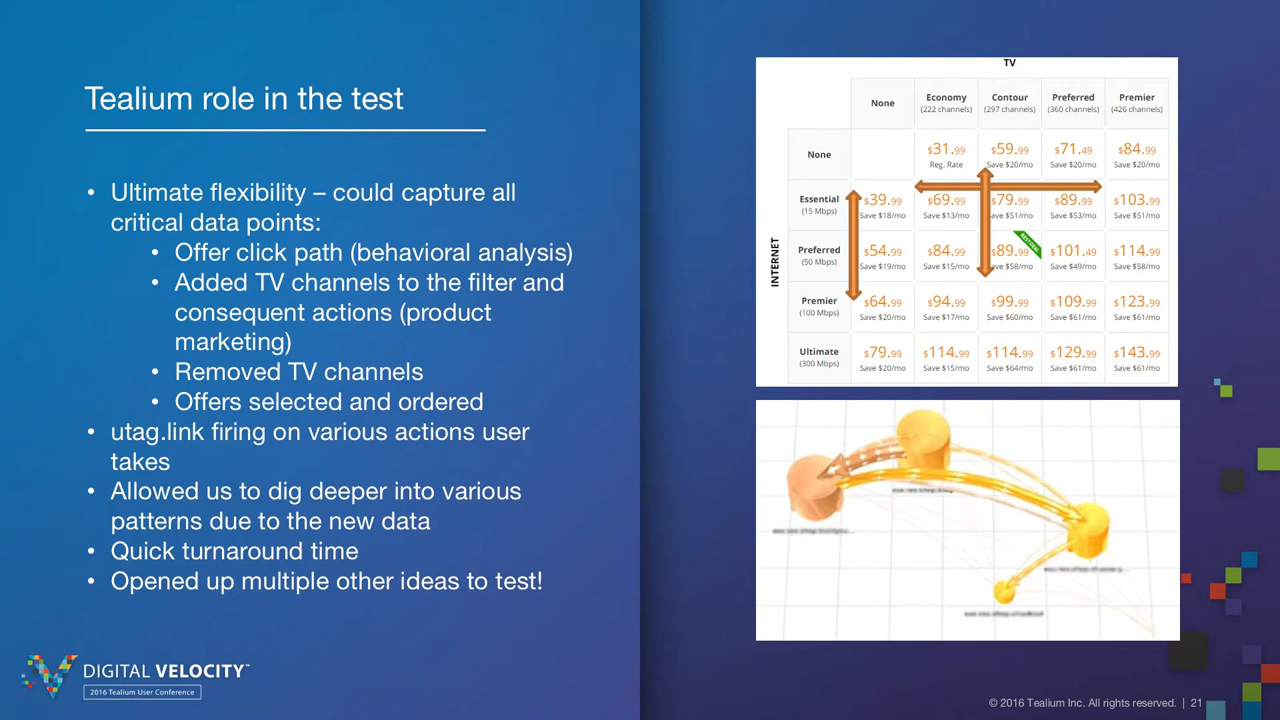 Tealium role in the test
• Ultimate flexibility – could capture all
critical data points:
• Offer click path (behavioral analysis)
• Added TV channels to the filter and
consequent actions (product
marketing)
• Removed TV channels
• Offers selected and ordered
• utag.link firing on various actions user
takes
• Allowed us to dig deeper into various
patterns due to the new data
• Quick turnaround time
• Opened up multiple other ideas to test!
DIGITAL VELOCITY™
2016 Tealium User Conference
TV
None Economy Contour Preferred Premier
(222 channels) (297 channels) (360 channels) (426 channels)
INTERNET
None $31.99 $59.99 $71.49 $84.99
Reg. Rate Save $20/mo Save $20/mo Save $20/mo
Essential $39.99 $69.99 $79.99 $89.99 $103.99
(15 Mbps) Save $18/mo Save $13/mo Save $51/mo Save $53/mo Save $51/mo
Preferred $54.99 $84.99 $89.99 $101.49 $114.99
(50 Mbps) Save $19/mo Save $15/mo Save $58/mo Save $49/mo Save $58/mo
Premier $64.99 $94.99 $99.99 $109.99 $123.99
(100 Mbps) Save $20/mo Save $17/mo Save $60/mo Save $61/mo Save $61/mo
Ultimate $79.99 $114.99 $114.99 $129.99 $143.99
(300 Mbps) Save $20/mo Save $15/mo Save $64/mo Save $61/mo Save $61/mo
© 2016 Tealium Inc. All rights reserved. | 21